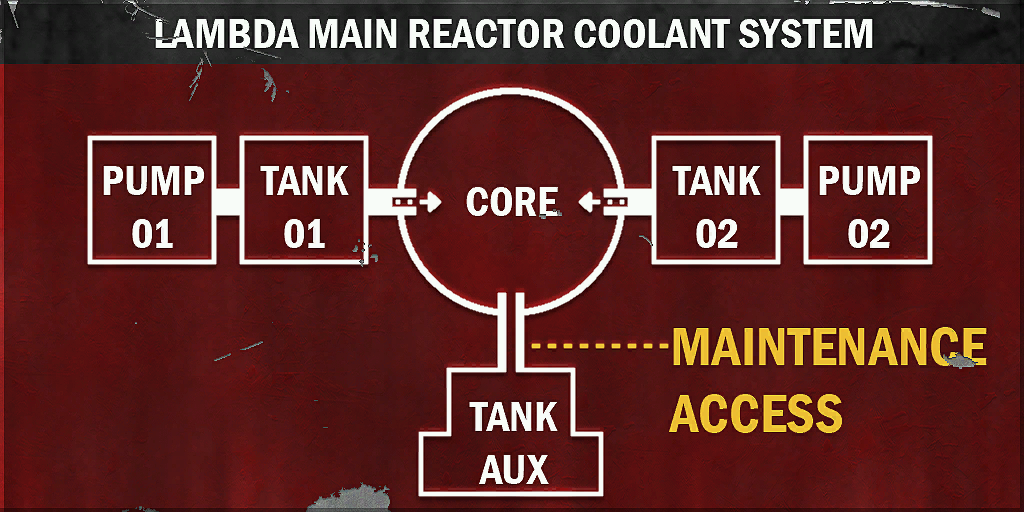 LAMBDA MAIN REACTOR COOLANT SYSTEM
PUMP
01
TANK
01
CORE
TANK
02
PUMP
02
MAINTENANCE
ACCESS
TANK
AUX